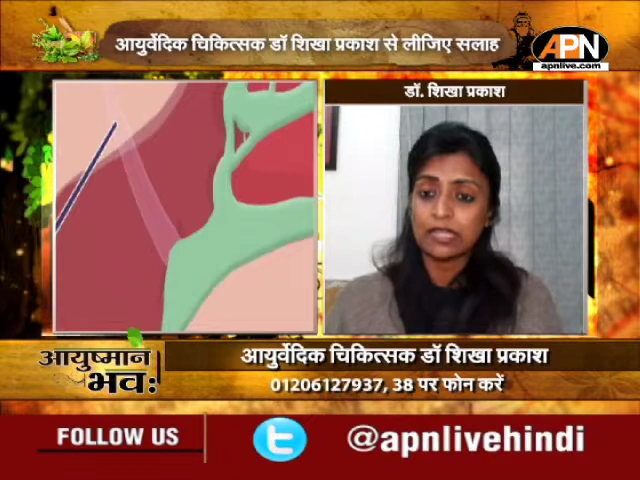 आयुर्वेदिक चिकित्सक डॉ शिखा प्रकाश से लीजिए सलाह
APN
apnlive.com
डॉ. शिखा प्रकाश
आयुष्मान
भवः
आयुर्वेदिक चिकित्सक डॉ शिखा प्रकाश
01206127937, 38 पर फोन करें
FOLLOW US
@apnlivehindi